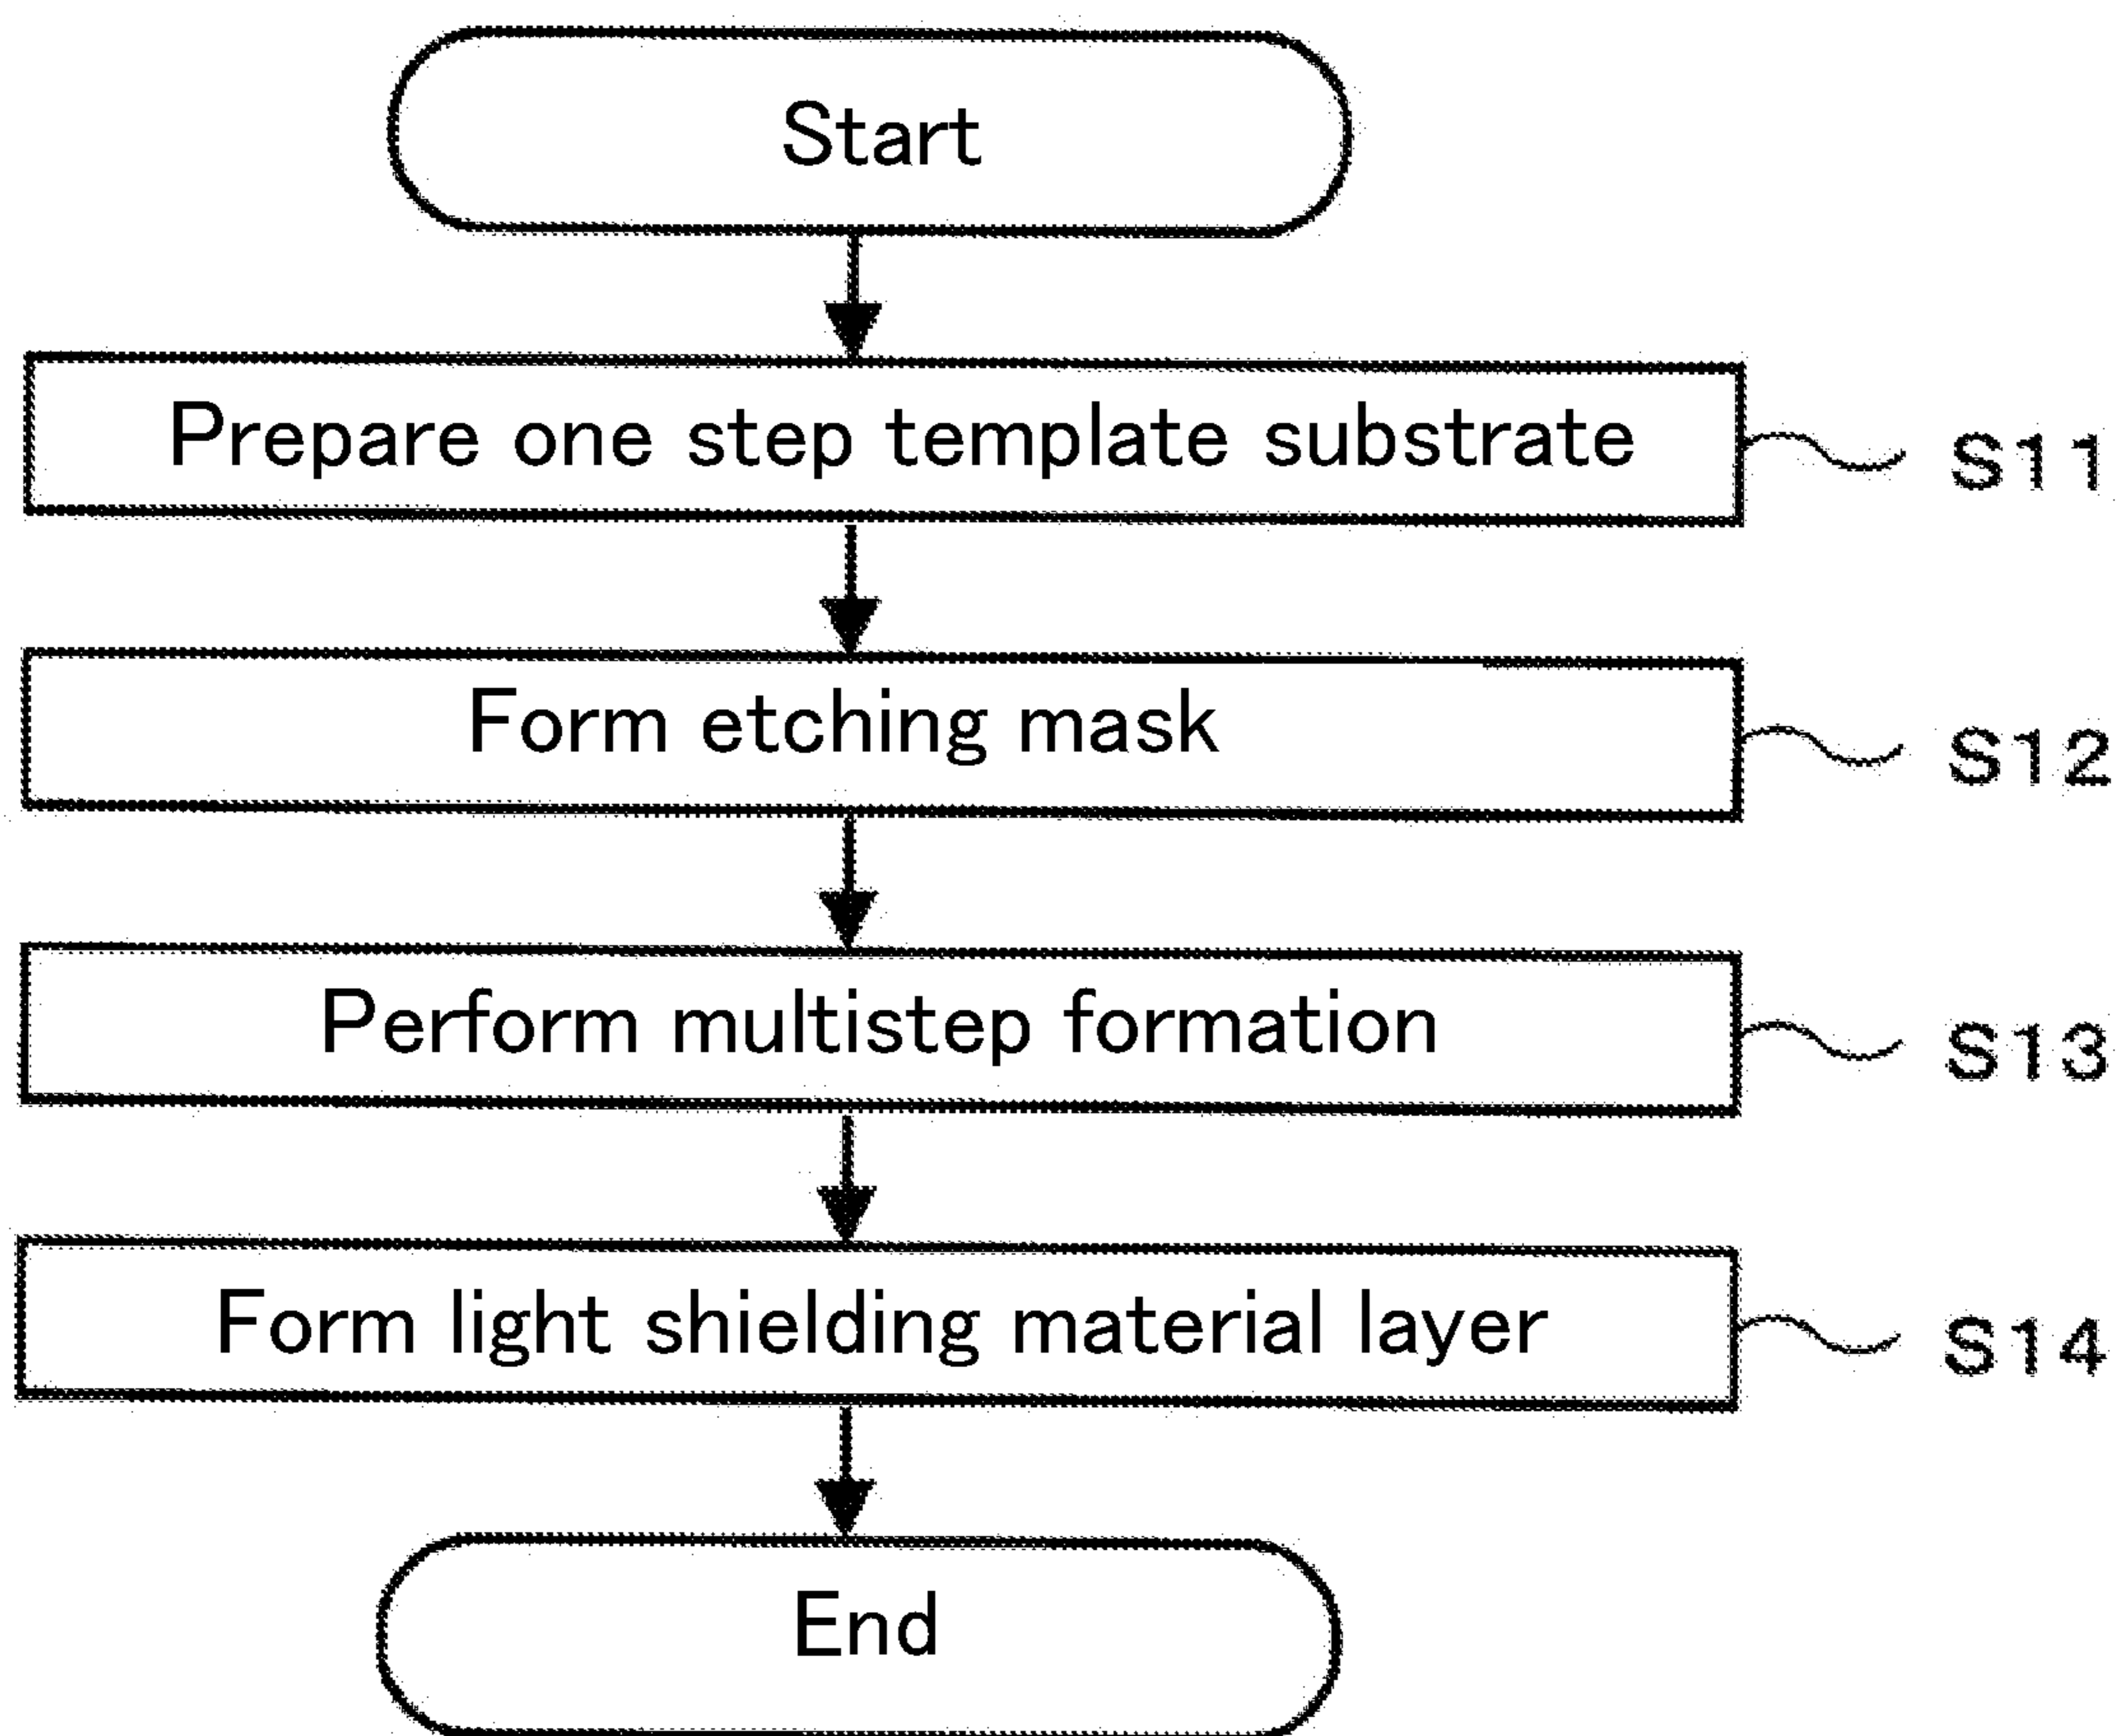 Start
Prepare one step template substrate
S11
Form etching mask
S12
Perform multistep formation
S13
Form light shielding material layer
S14
End